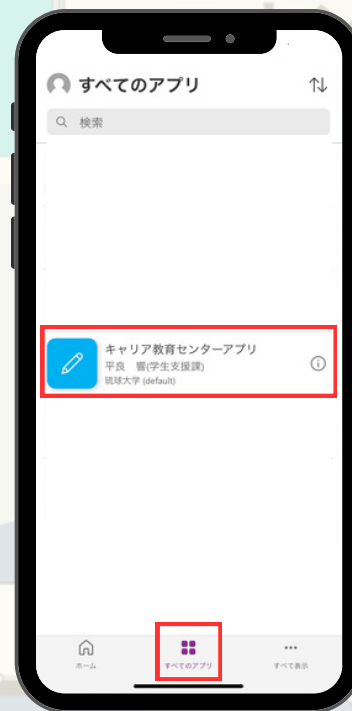 すべてのアプリ
検索
キャリア教育センターアプリ
平良 響(学生支援課)
琉球大学 (default)
ホーム
すべてのアプリ
すべて表示